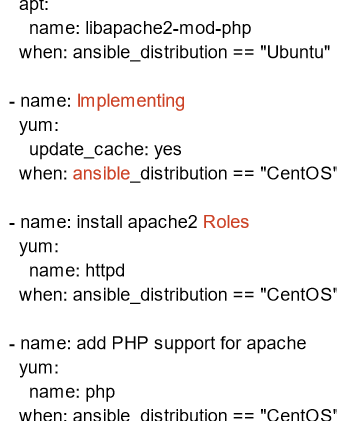 apt:
name: libapache2-mod-php
when: ansible_distribution == "Ubuntu"
- name: Implementing
yum:
update_cache: yes
when: ansible_distribution == "CentOS"
- name: install apache2 Roles
yum:
name: httpd
when: ansible_distribution == "CentOS"
- name: add PHP support for apache
yum:
name: php
when: ansible_distribution == "CentOS"